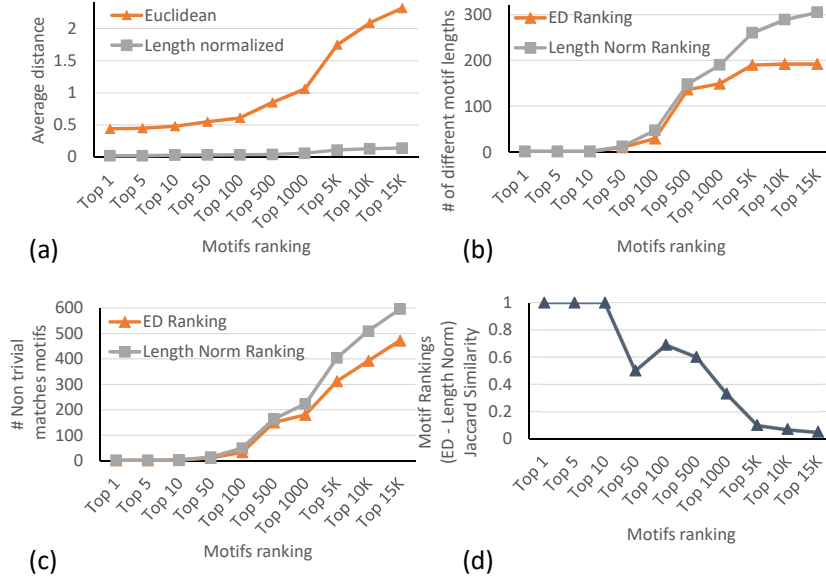 Average distance
2
1.5
1
0.5
0
Euclidean
Length normalized
Top 1
Top 5
Top 10
Top 50
Top 100
Top 500
Top 1000
Top 5K
Top 10K
Top 15K
Motifs ranking
(a)
# of different motif lengths
300
200
100
0
ED Ranking
Length Norm Ranking
Top 1
Top 5
Top 10
Top 50
Top 100
Top 500
Top 1000
Top 5K
Top 10K
Top 15K
Motifs ranking
(b)
# Non trivial
matches motifs
600
500
400
300
200
100
0
ED Ranking
Length Norm Ranking
Top 1
Top 5
Top 10
Top 50
Top 100
Top 500
Top 1000
Top 5K
Top 10K
Top 15K
Motifs ranking
(c)
Motif Rankings
(ED - Length Norm)
Jaccard Similarity
1
0.8
0.6
0.4
0.2
0
Top 1
Top 5
Top 10
Top 50
Top 100
Top 500
Top 1000
Top 5K
Top 10K
Top 15K
Motifs ranking
(d)